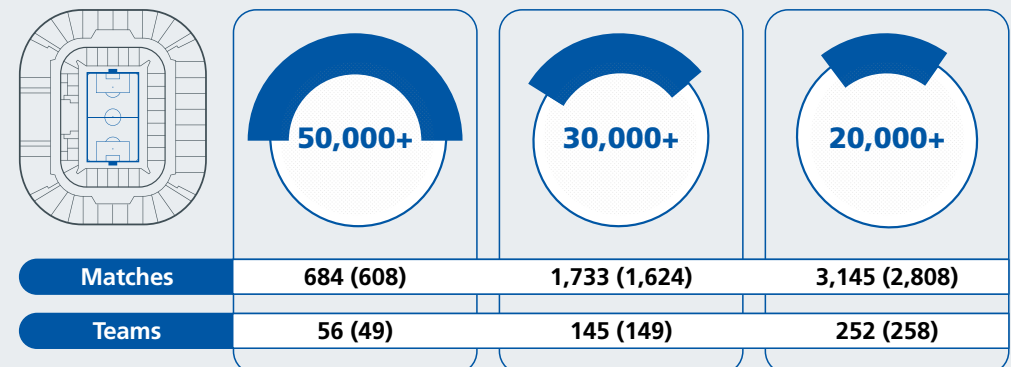 50,000+ 30,000+ 20,000+
Matches 684 (608) 1,733 (1,624) 3,145 (2,808)
Teams 56 (49) 145 (149) 252 (258)